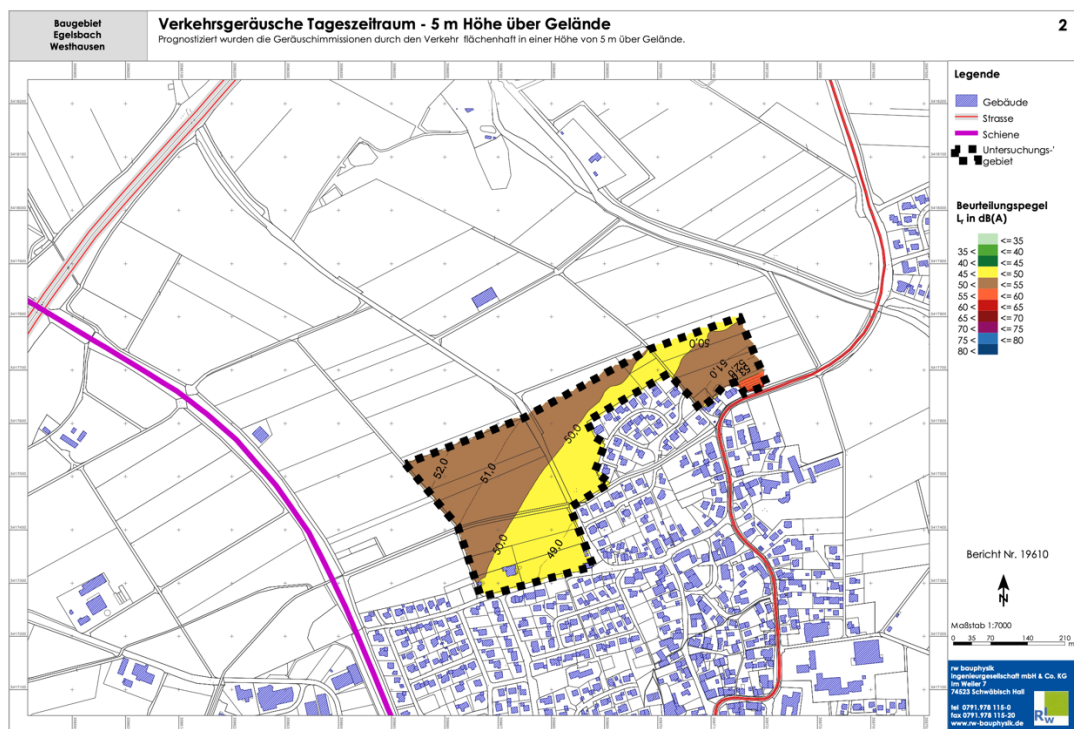 Baugebiet
Egelsbach
Westhausen
Verkehrsgeräusche Tageszeitraum - 5 m Höhe über Gelände
Prognostiziert wurden die Geräuschimmissionen durch den Verkehr flächenhaft in einer Höhe von 5 m über Gelände.
2
Legende
Gebäude
Strasse
Schiene
Untersuchungs-
gebiet
Beurteilungspegel
Lr in dB(A)
<= 35
35 < <= 40
40 < <= 45
45 < <= 50
50 < <= 55
55 < <= 60
60 < <= 65
65 < <= 70
70 < <= 75
75 < <= 80
80 <
50,0
51,0
52,0
53
50,0
52,0
51,0
50,0
49,0
Bericht Nr. 19610
N
Maßstab 1:7000
0 35 70 140 210
m
rw bauphysik
Ingenieurgesellschaft mbH & Co. KG
Im Weiler 7
74523 Schwäbisch Hall
tel 0791.978 115-0
fax 0791.978 115-20
www.rw-bauphysik.de